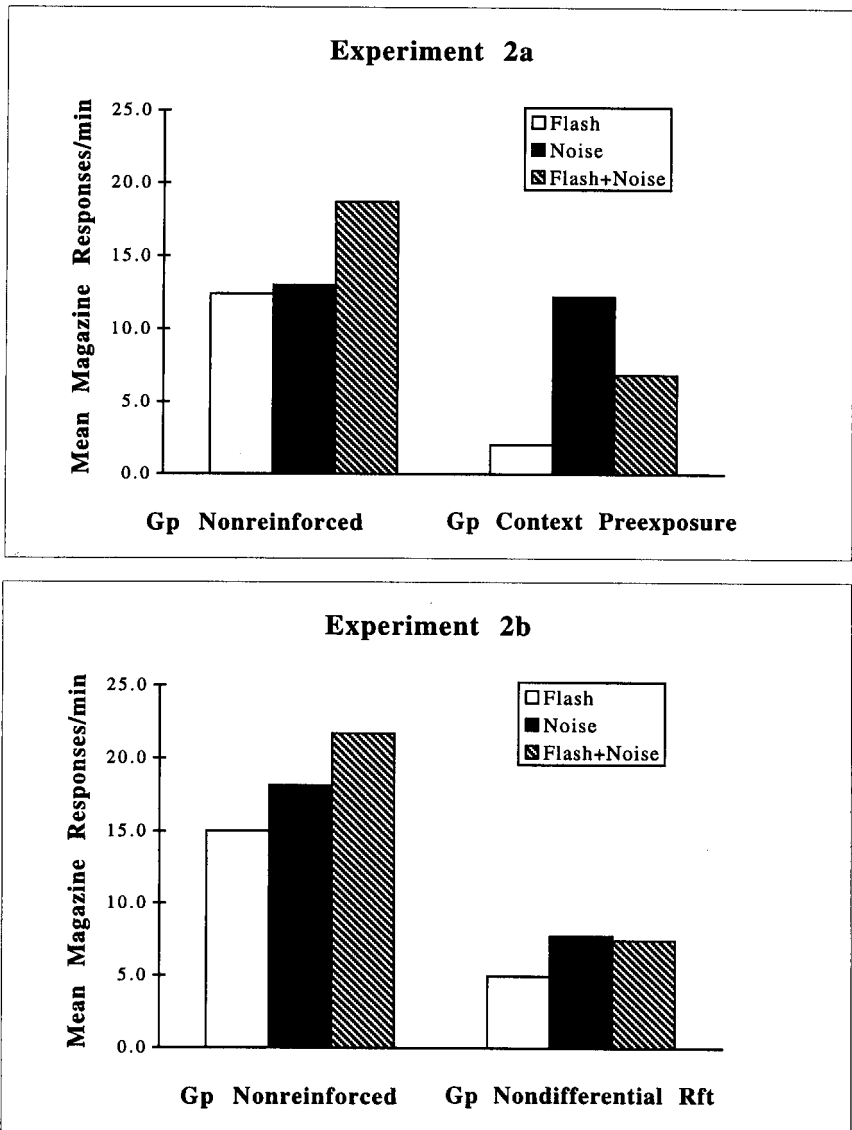 Experiment 2a
Mean Magazine Responses/min
25.0
20.0
15.0
10.0
5.0
0.0
Flash
Noise
Flash+Noise
Gp Nonreinforced
Gp Context Preexposure
Experiment 2b
Mean Magazine Responses/min
25.0
20.0
15.0
10.0
5.0
0.0
Flash
Noise
Flash+Noise
Gp Nonreinforced
Gp Nondifferential Rft